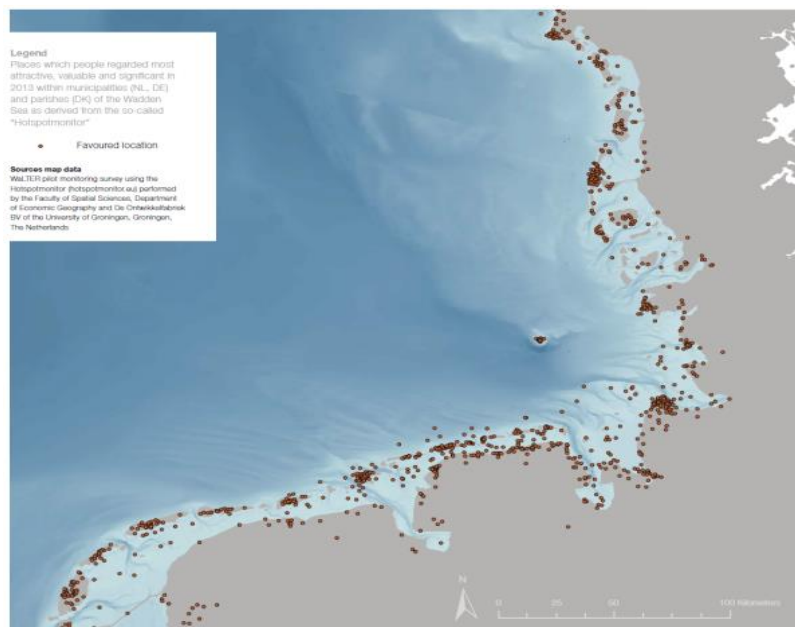 Legend
Places which people regarded most
attractive, valuable and significant in
2013 within municipalities (NL, DE)
and parishes (DK) of the Wadden
Sea as derived from the so-called
"Hotspotmonitor"
Favoured location
Sources map data
WaLTER pilot monitoring survey using the
Hotspotmonitor (hotspotmonitor.eu) performed
by the Faculty of Spatial Sciences, Department
of Economic Geography and De Ontwikkelfabriek
BV of the University of Groningen, Groningen,
The Netherlands
N
0 25 50 100 Kilometres